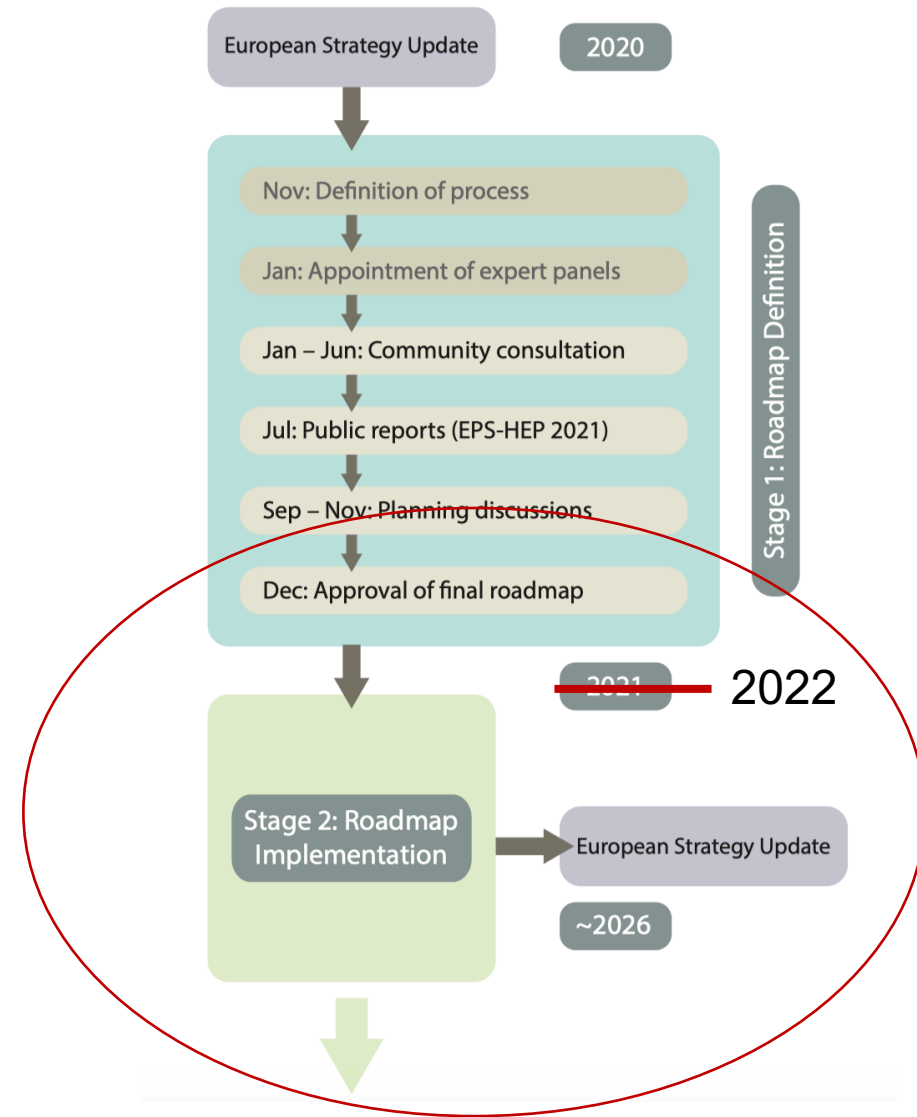 European Strategy Update
2020
Nov: Definition of process
Jan: Appointment of expert panels
Jan – Jun: Community consultation
Jul: Public reports (EPS-HEP 2021)
Sep – Nov: Planning discussions
Dec: Approval of final roadmap
Stage 1: Roadmap Definition
2021
2022
Stage 2: Roadmap
Implementation
European Strategy Update
~2026